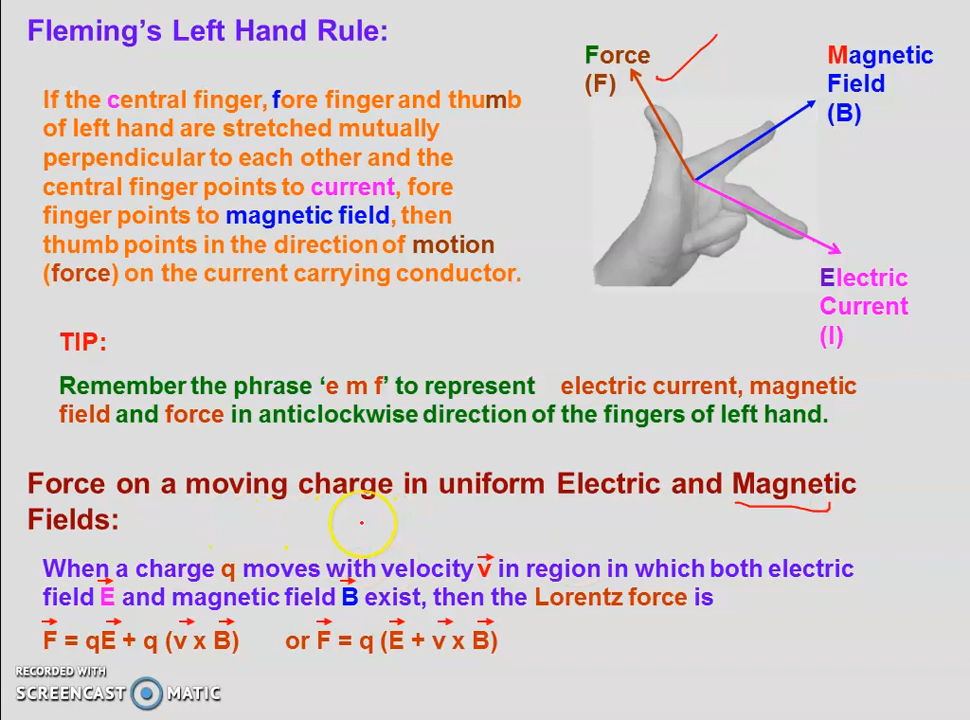 Fleming's Left Hand Rule:
If the central finger, fore finger and thumb
of left hand are stretched mutually
perpendicular to each other and the
central finger points to current, fore
finger points to magnetic field, then
thumb points in the direction of motion
(force) on the current carrying conductor.
Force
(F)
Magnetic
Field
(B)
Electric
Current
(I)
TIP:
Remember the phrase 'e m f' to represent electric current, magnetic
field and force in anticlockwise direction of the fingers of left hand.
Force on a moving charge in uniform Electric and Magnetic
Fields:
When a charge q moves with velocity v⃗ in region in which both electric
field E⃗ and magnetic field B⃗ exist, then the Lorentz force is
F⃗ = qE⃗ + q (v⃗ x B⃗) or F⃗ = q (E⃗ + v⃗ x B⃗)
RECORDED WITH
SCREENCAST MATIC